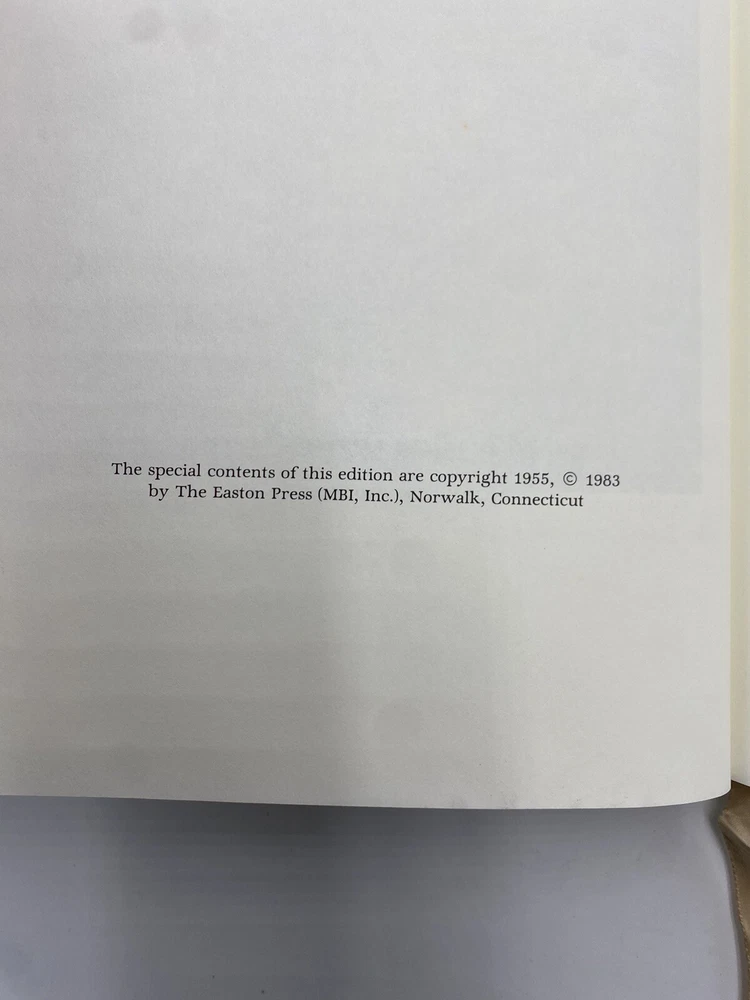 The special contents of this edition are copyright 1955, © 1983
by The Easton Press (MBI, Inc.), Norwalk, Connecticut